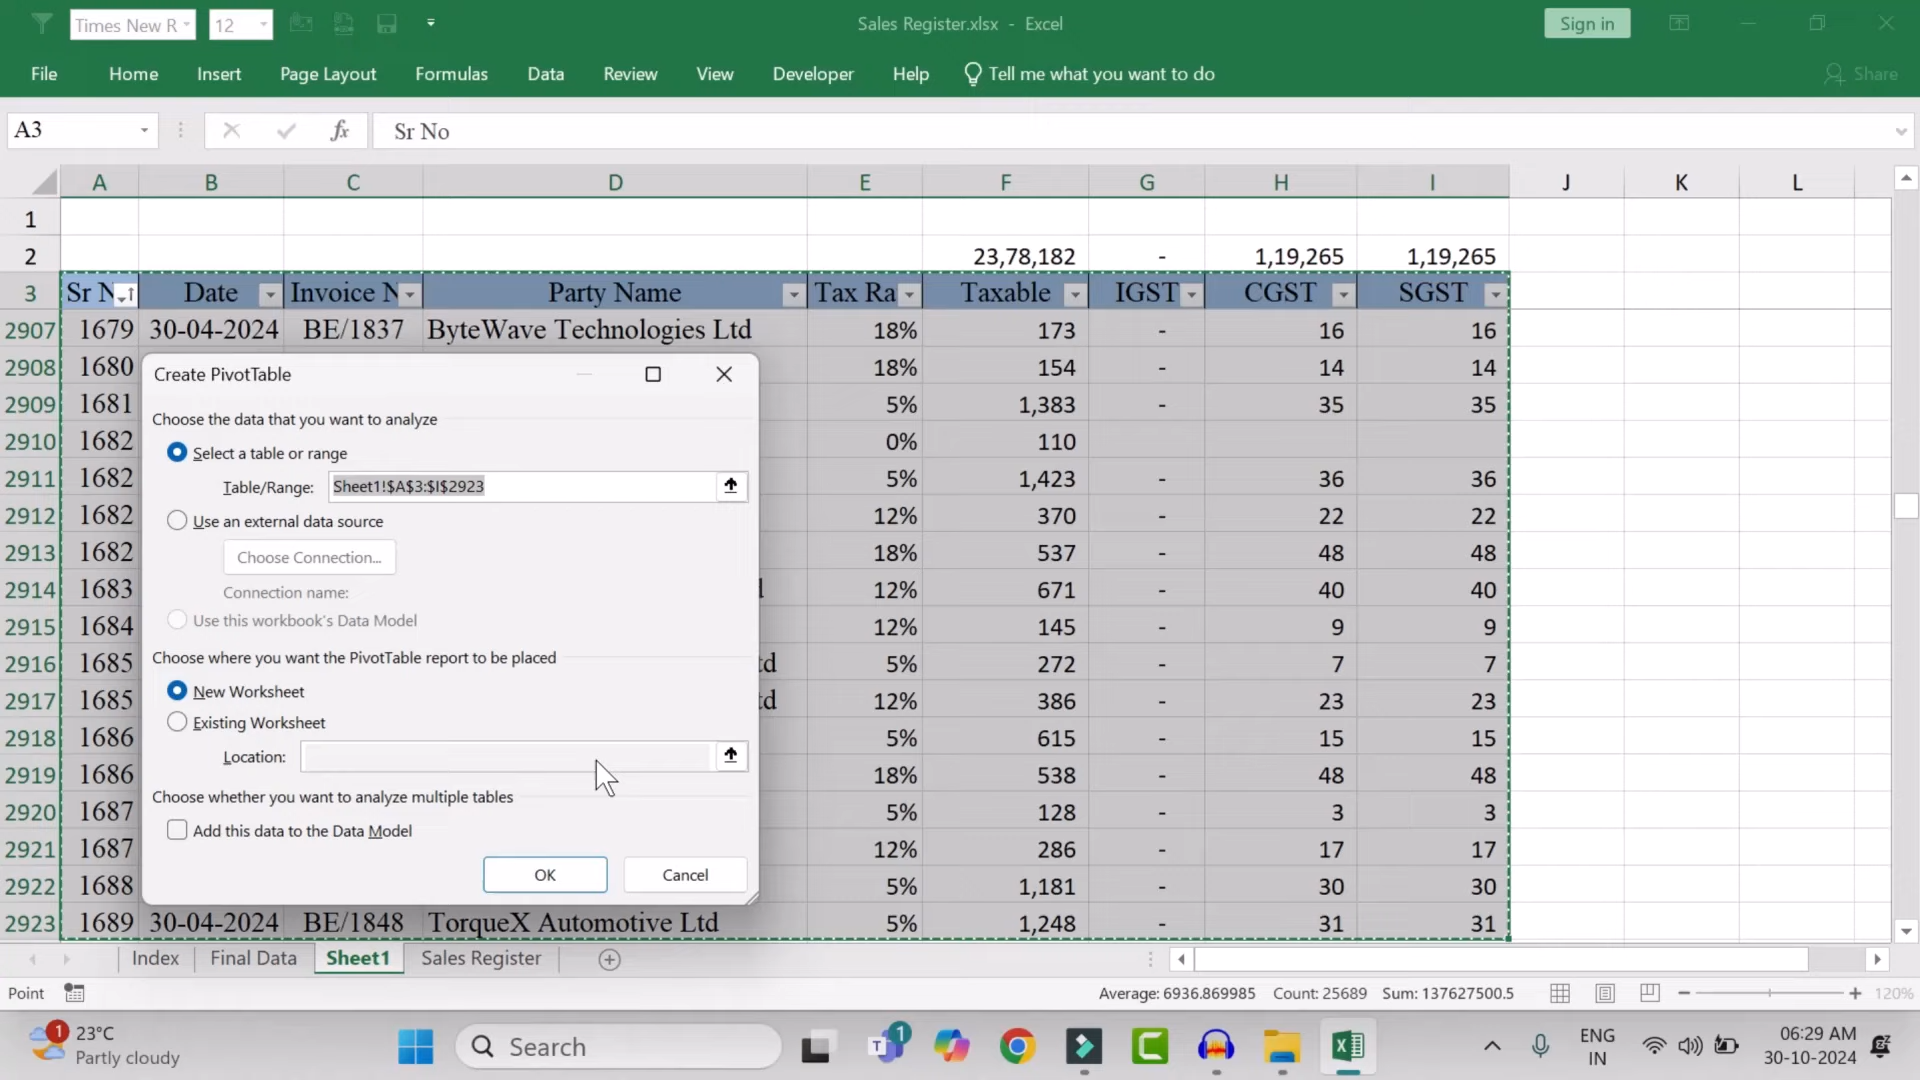 Times New R 12 Sales Register.xlsx - Excel Sign in
File Home Insert Page Layout Formulas Data Review View Developer Help Tell me what you want to do Share
A3 fx Sr No
A B C D E F G H I J K L
1
2 23,78,182 - 1,19,265 1,19,265
3 Sr N Date Invoice N Party Name Tax Ra Taxable IGST CGST SGST
2907 1679 30-04-2024 BE/1837 ByteWave Technologies Ltd 18% 173 - 16 16
2908 1680 18% 154 - 14 14
2909 1681 5% 1,383 - 35 35
2910 1682 0% 110
2911 1682 5% 1,423 - 36 36
2912 1682 12% 370 - 22 22
2913 1682 18% 537 - 48 48
2914 1683 12% 671 - 40 40
2915 1684 12% 145 - 9 9
2916 1685 td 5% 272 - 7 7
2917 1685 td 12% 386 - 23 23
2918 1686 5% 615 - 15 15
2919 1686 18% 538 - 48 48
2920 1687 5% 128 - 3 3
2921 1687 12% 286 - 17 17
2922 1688 5% 1,181 - 30 30
2923 1689 30-04-2024 BE/1848 TorqueX Automotive Ltd 5% 1,248 - 31 31
Create PivotTable
Choose the data that you want to analyze
Select a table or range
Table/Range: Sheet1!$A$3:$I$2923
Use an external data source
Choose Connection...
Connection name:
Use this workbook's Data Model
Choose where you want the PivotTable report to be placed
New Worksheet
Existing Worksheet
Location:
Choose whether you want to analyze multiple tables
Add this data to the Data Model
OK Cancel
Index Final Data Sheet1 Sales Register
Point Average: 6936.869985 Count: 25689 Sum: 137627500.5 120%
1 23°C
Partly cloudy
Search
1
ENG
IN
06:29 AM
30-10-2024